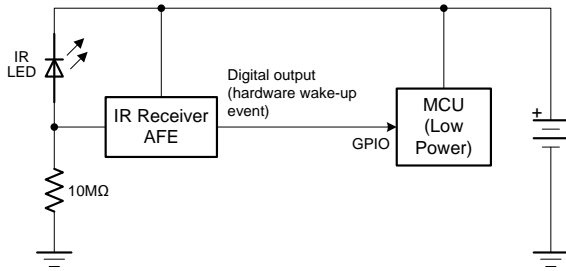 IR
LED
Digital output
(hardware wake-up
event)
IR Receiver
AFE
GPIO
MCU
(Low
Power)
+
10MΩ